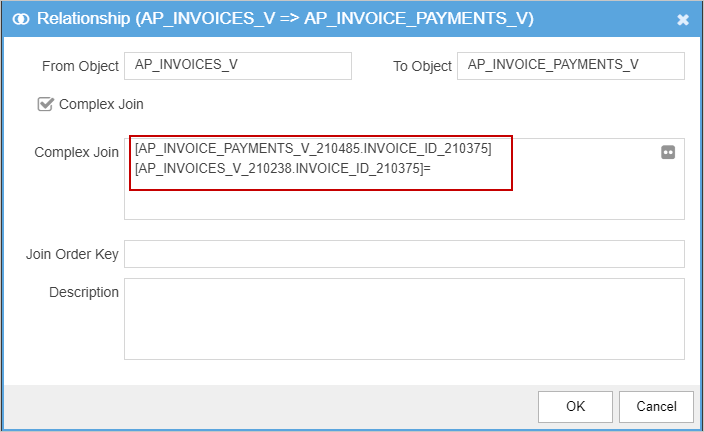 Relationship (AP_INVOICES_V => AP_INVOICE_PAYMENTS_V)
From Object AP_INVOICES_V To Object AP_INVOICE_PAYMENTS_V
Complex Join
Complex Join [AP_INVOICE_PAYMENTS_V_210485.INVOICE_ID_210375]
[AP_INVOICES_V_210238.INVOICE_ID_210375]=
Join Order Key
Description
OK Cancel